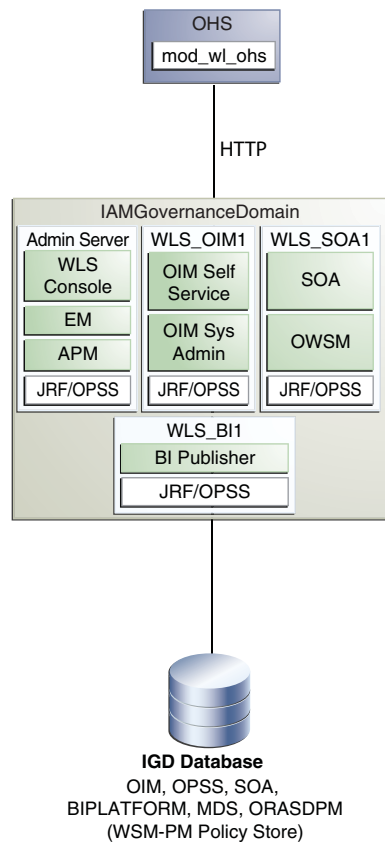 OHS
mod_wl_ohs
HTTP
IAMGovernanceDomain
Admin Server
WLS
Console
EM
APM
JRF/OPSS
WLS_OIM1
OIM Self
Service
OIM Sys
Admin
JRF/OPSS
WLS_SOA1
SOA
OWSM
JRF/OPSS
WLS_BI1
BI Publisher
JRF/OPSS
IGD Database
OIM, OPSS, SOA,
BIPLATFORM, MDS, ORASDPM
(WSM-PM Policy Store)